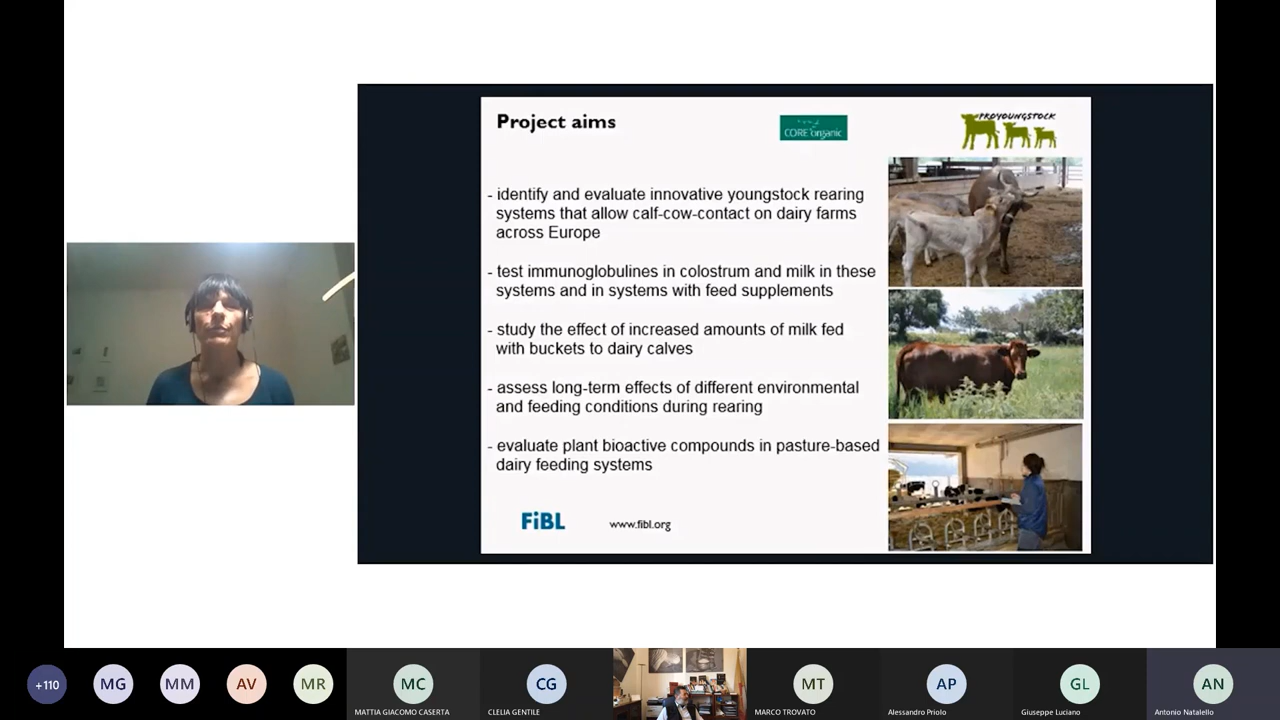 Project aims
CORE organic
PROYOUNGSTOCK
- identify and evaluate innovative youngstock rearing
systems that allow calf-cow-contact on dairy farms
across Europe
- test immunoglobulines in colostrum and milk in these
systems and in systems with feed supplements
- study the effect of increased amounts of milk fed
with buckets to dairy calves
- assess long-term effects of different environmental
and feeding conditions during rearing
- evaluate plant bioactive compounds in pasture-based
dairy feeding systems
FiBL
www.fibl.org
+110
MG
MM
AV
MR
MC
CG
MT
AP
GL
AN
MATTIA GIACOMO CASERTA
CLELIA GENTILE
MARCO TROVATO
Alessandro Priolo
Giuseppe Luciano
Antonio Natalello